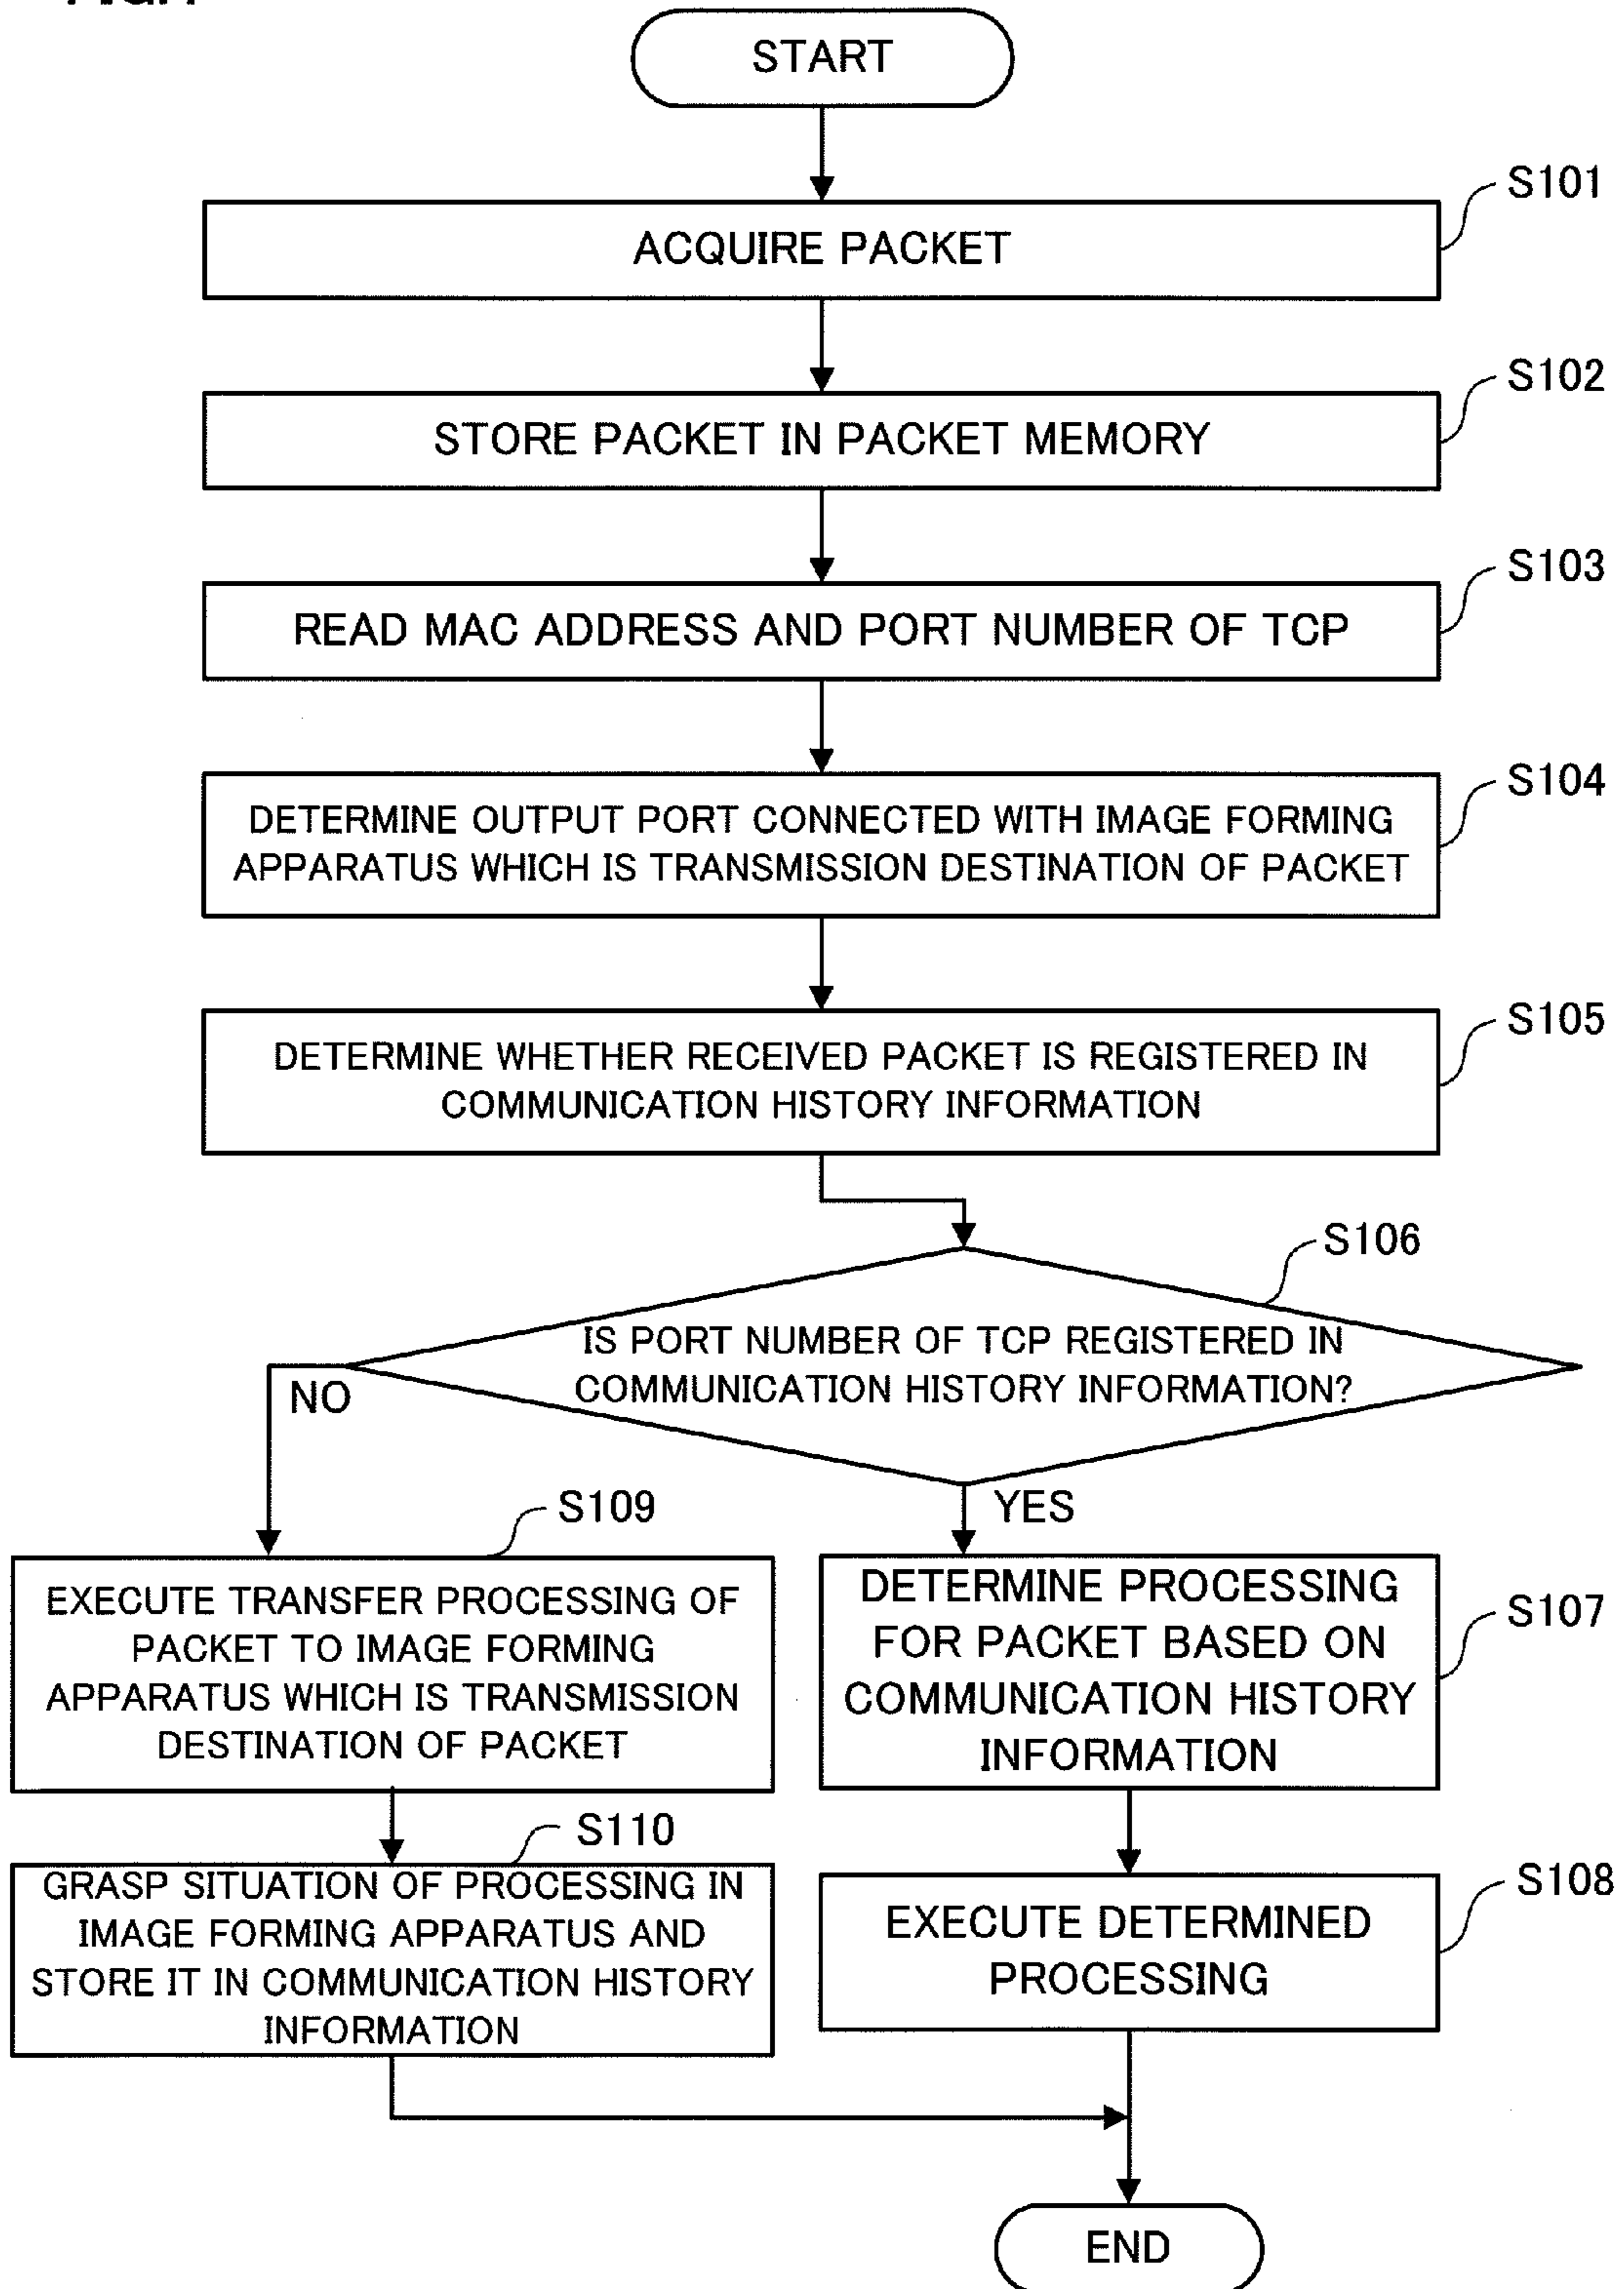 START
S101
ACQUIRE PACKET
S102
STORE PACKET IN PACKET MEMORY
S103
READ MAC ADDRESS AND PORT NUMBER OF TCP
S104
DETERMINE OUTPUT PORT CONNECTED WITH IMAGE FORMING
APPARATUS WHICH IS TRANSMISSION DESTINATION OF PACKET
S105
DETERMINE WHETHER RECEIVED PACKET IS REGISTERED IN
COMMUNICATION HISTORY INFORMATION
S106
IS PORT NUMBER OF TCP REGISTERED IN
COMMUNICATION HISTORY INFORMATION?
NO
YES
S109
EXECUTE TRANSFER PROCESSING OF
PACKET TO IMAGE FORMING
APPARATUS WHICH IS TRANSMISSION
DESTINATION OF PACKET
S107
DETERMINE PROCESSING
FOR PACKET BASED ON
COMMUNICATION HISTORY
INFORMATION
S110
GRASP SITUATION OF PROCESSING IN
IMAGE FORMING APPARATUS AND
STORE IT IN COMMUNICATION HISTORY
INFORMATION
S108
EXECUTE DETERMINED
PROCESSING
END